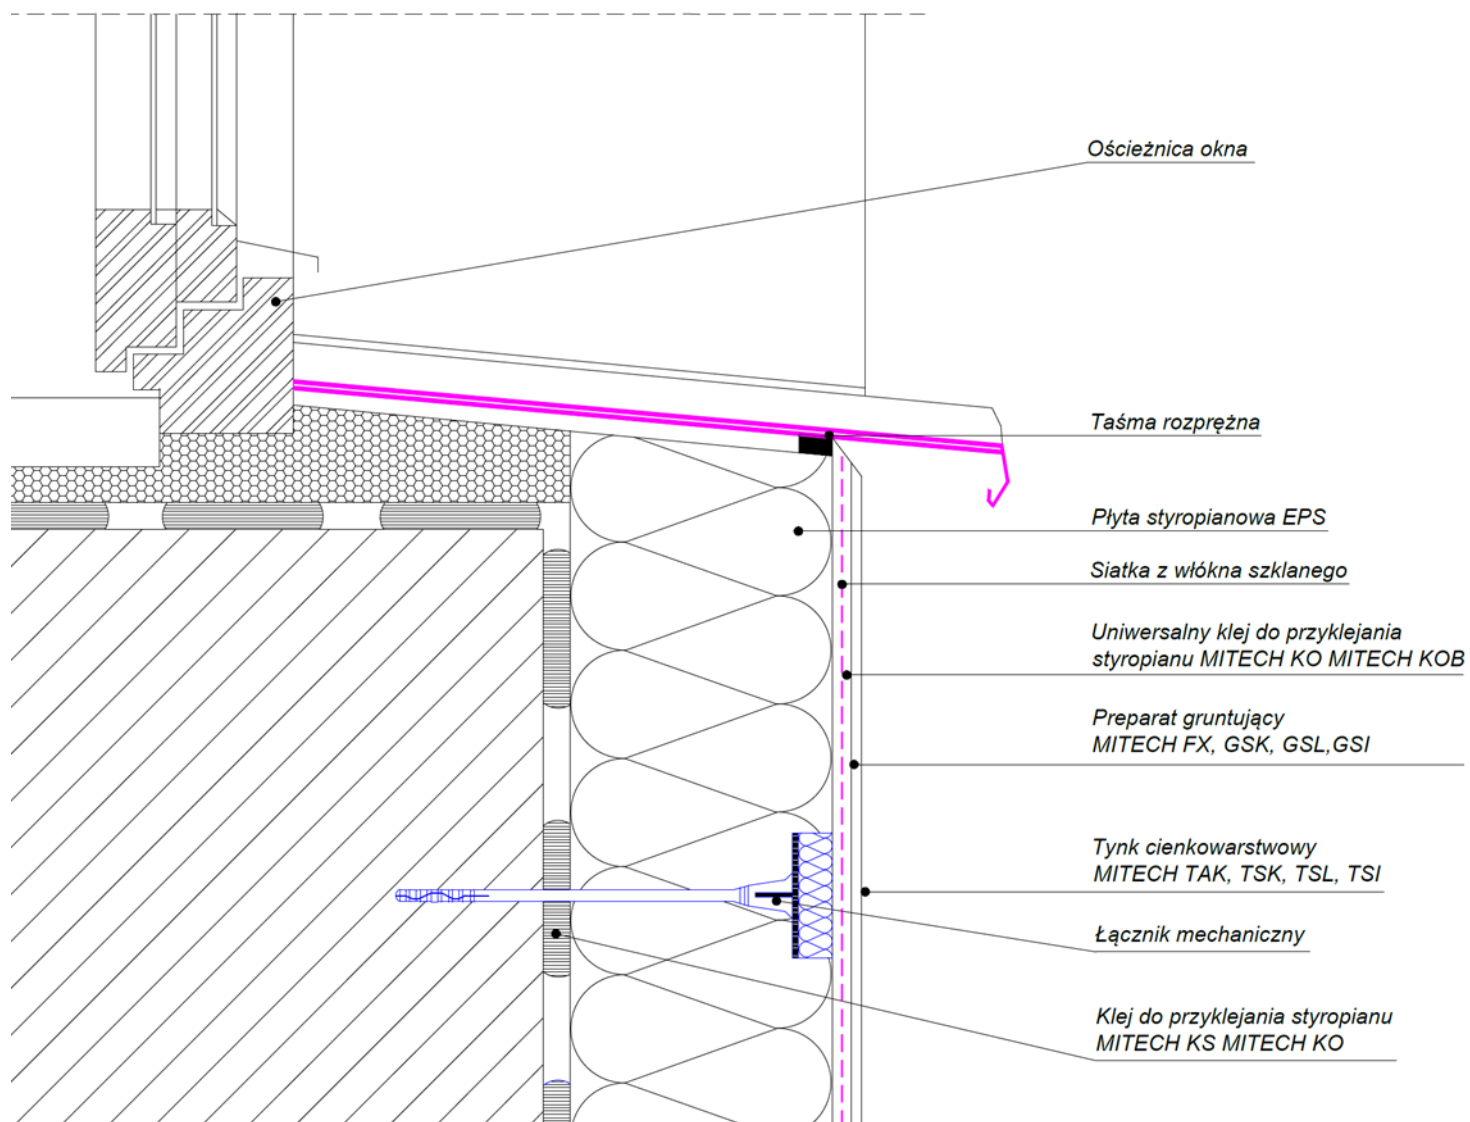 Ościeżnica okna
Taśma rozprężna
Płyta styropianowa EPS
Siatka z włókna szklanego
Uniwersalny klej do przyklejania
styropianu MITECH KO MITECH KOB
Preparat gruntujący
MITECH FX, GSK, GSL,GSI
Tynk cienkowarstwowy
MITECH TAK, TSK, TSL, TSI
Łącznik mechaniczny
Klej do przyklejania styropianu
MITECH KS MITECH KO